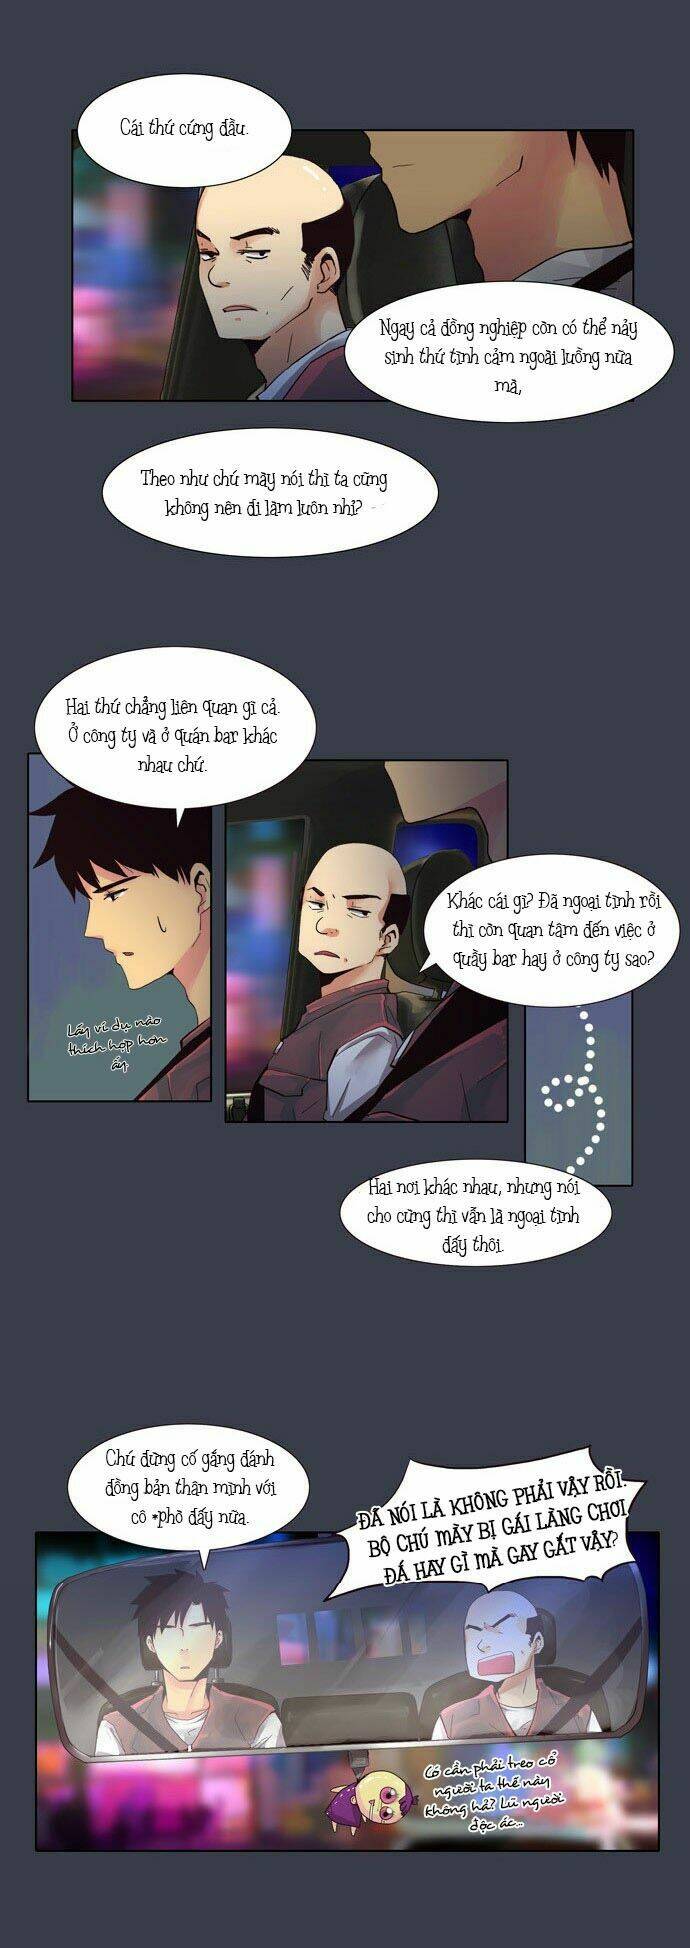 Cái thứ cứng đầu.
Ngay cả đồng nghiệp còn có thể nảy
sinh thứ tình cảm ngoài luồng nữa
mà,
Theo như chú mày nói thì ta cũng
không nên đi làm luôn nhỉ?
Hai thứ chẳng liên quan gì cả.
Ở công ty và ở quán bar khác
nhau chứ.
Lấy ví dụ nào
thích hợp hơn
ấy.
Khác cái gì? Đã ngoại tình rồi
thì còn quan tâm đến việc ở
quầy bar hay ở công ty sao?
Hai nơi khác nhau, nhưng nói
cho cùng thì vẫn là ngoại tình
đấy thôi.
Chú đừng cố gắng đánh
đồng bản thân mình với
cô *phò đấy nữa.
ĐÃ NÓI LÀ KHÔNG PHẢI VẬY RỒI.
BỘ CHÚ MÀY BỊ GÁI LÀNG CHƠI
ĐÁ HAY GÌ MÀ GAY GẮT VẬY?
Có cần phải treo cổ
người ta thế này
không hả? Lũ người
độc ác...